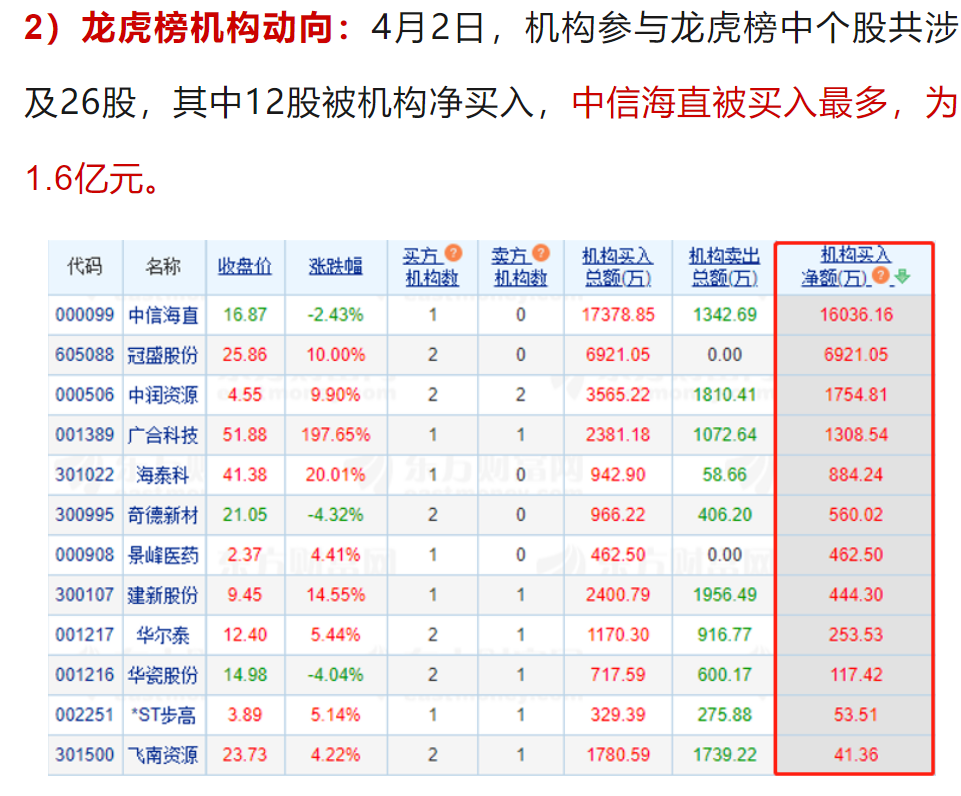 2）龙虎榜机构动向：4月2日，机构参与龙虎榜中个股共涉
及26股，其中12股被机构净买入，中信海直被买入最多，为
1.6亿元。
代码 名称 收盘价 涨跌幅 买方机构数 卖方机构数 机构买入总额(万) 机构卖出总额(万) 机构买入净额(万)
000099 中信海直 16.87 -2.43% 1 0 17378.85 1342.69 16036.16
605088 冠盛股份 25.86 10.00% 2 0 6921.05 0.00 6921.05
000506 中润资源 4.55 9.90% 2 2 3565.22 1810.41 1754.81
001389 广合科技 51.88 197.65% 1 1 2381.18 1072.64 1308.54
301022 海泰科 41.38 20.01% 1 0 942.90 58.66 884.24
300995 奇德新材 21.05 -4.32% 2 0 966.22 406.20 560.02
000908 景峰医药 2.37 4.41% 1 0 462.50 0.00 462.50
300107 建新股份 9.45 14.55% 1 1 2400.79 1956.49 444.30
001217 华尔泰 12.40 5.44% 2 1 1170.30 916.77 253.53
001216 华瓷股份 14.98 -4.04% 2 1 717.59 600.17 117.42
002251 *ST步高 3.89 5.14% 1 1 329.39 275.88 53.51
301500 飞南资源 23.73 4.22% 2 1 1780.59 1739.22 41.36